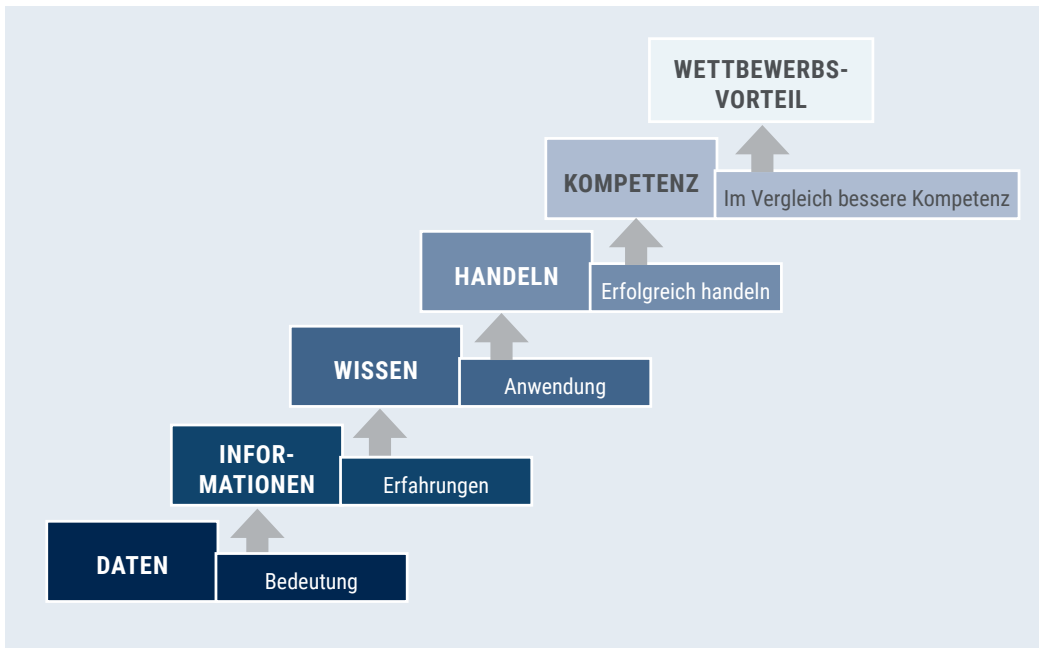 WETTBEWERBS-
VORTEIL
KOMPETENZ
Im Vergleich bessere Kompetenz
HANDELN
Erfolgreich handeln
WISSEN
Anwendung
INFOR-
MATIONEN
Erfahrungen
DATEN
Bedeutung